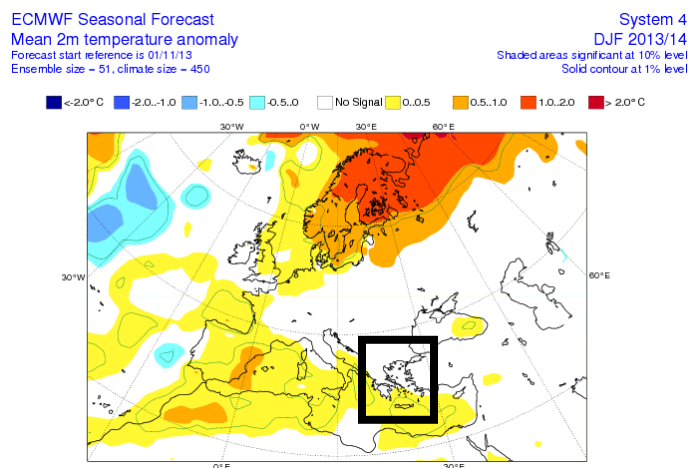 ECMWF Seasonal Forecast System 4
Mean 2m temperature anomaly DJF 2013/14
Forecast start reference is 01/11/13 Shaded areas significant at 10% level
Ensemble size = 51, climate size = 450 Solid contour at 1% level
<-2.0°C -2.0..-1.0 -1.0..-0.5 -0.5..0 No Signal 0..0.5 0.5..1.0 1.0..2.0 > 2.0°C
30°W 0°W 30°E 60°E
30°W 60°E
0°E 30°E